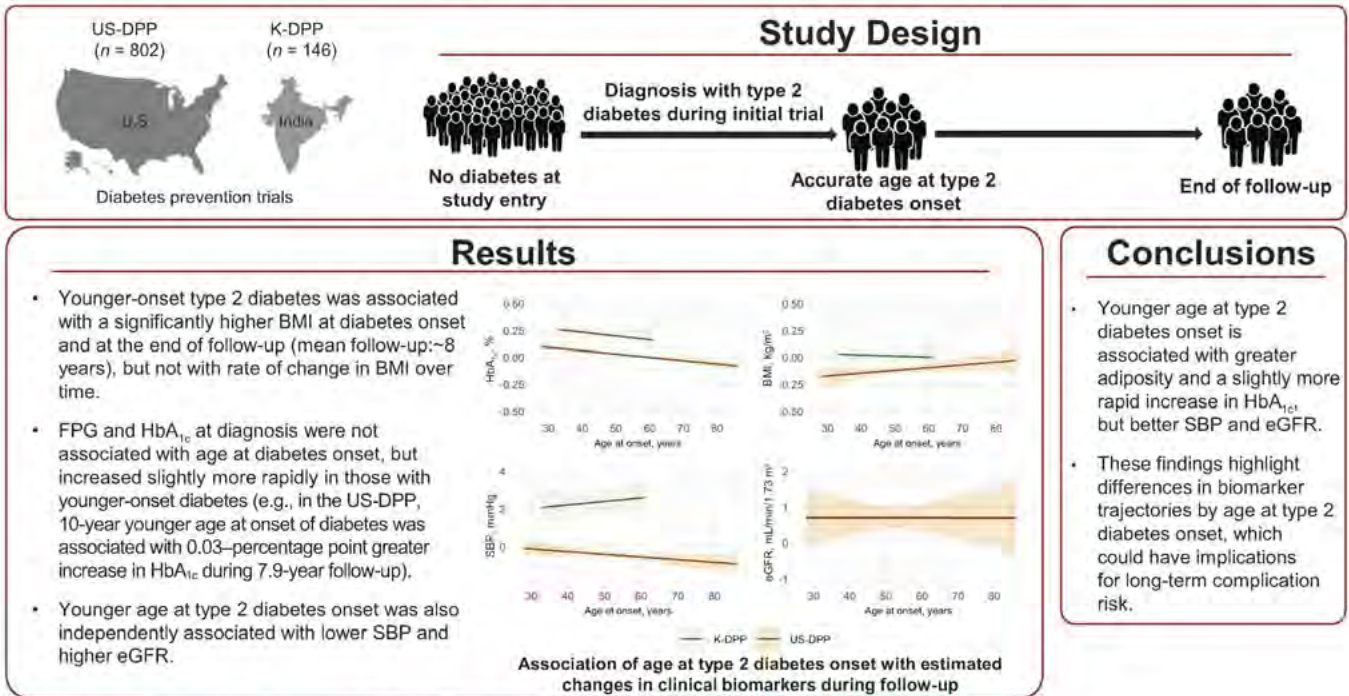 US-DPP
(n = 802)
K-DPP
(n = 146)
U.S
India
Diabetes prevention trials
Study Design
No diabetes at
study entry
Diagnosis with type 2
diabetes during initial trial
Accurate age at type 2
diabetes onset
End of follow-up
Results
• Younger-onset type 2 diabetes was associated
with a significantly higher BMI at diabetes onset
and at the end of follow-up (mean follow-up:~8
years), but not with rate of change in BMI over
time.
• FPG and HbA1c at diagnosis were not
associated with age at diabetes onset, but
increased slightly more rapidly in those with
younger-onset diabetes (e.g., in the US-DPP,
10-year younger age at onset of diabetes was
associated with 0.03–percentage point greater
increase in HbA1c during 7.9-year follow-up).
• Younger age at type 2 diabetes onset was also
independently associated with lower SBP and
higher eGFR.
HbA1c, %
0.50
0.25
0.00
-0.25
-0.50
30 40 50 60 70 80
Age at onset, years
BMI, kg/m²
0.50
0.25
0.00
-0.25
-0.50
30 40 50 60 70 80
Age at onset, years
SBP, mmHg
4
2
0
30 40 50 60 70 80
Age at onset, years
eGFR, mL/min/1.73 m²
2
1
0
-1
30 40 50 60 70 80
Age at onset, years
K-DPP US-DPP
Association of age at type 2 diabetes onset with estimated
changes in clinical biomarkers during follow-up
Conclusions
• Younger age at type 2
diabetes onset is
associated with greater
adiposity and a slightly more
rapid increase in HbA1c,
but better SBP and eGFR.
• These findings highlight
differences in biomarker
trajectories by age at type 2
diabetes onset, which
could have implications
for long-term complication
risk.